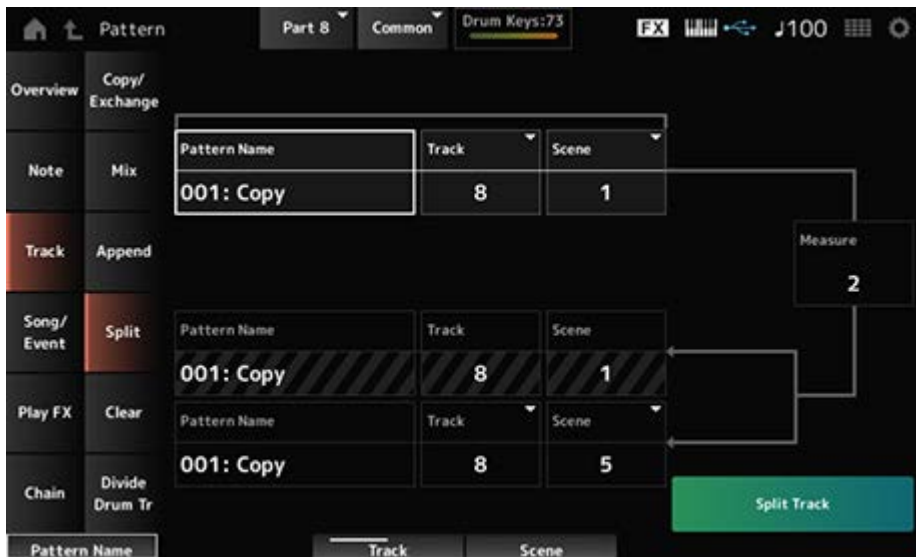 Pattern
Part 8
Common
Drum Keys:73
FX
♩100
Overview
Copy/
Exchange
Note
Mix
Track
Append
Song/
Event
Split
Play FX
Clear
Chain
Divide
Drum Tr
Pattern Name
Track
Scene
001: Copy
8
1
Measure
2
Pattern Name
Track
Scene
001: Copy
8
1
Pattern Name
Track
Scene
001: Copy
8
5
Split Track
Pattern Name
Track
Scene